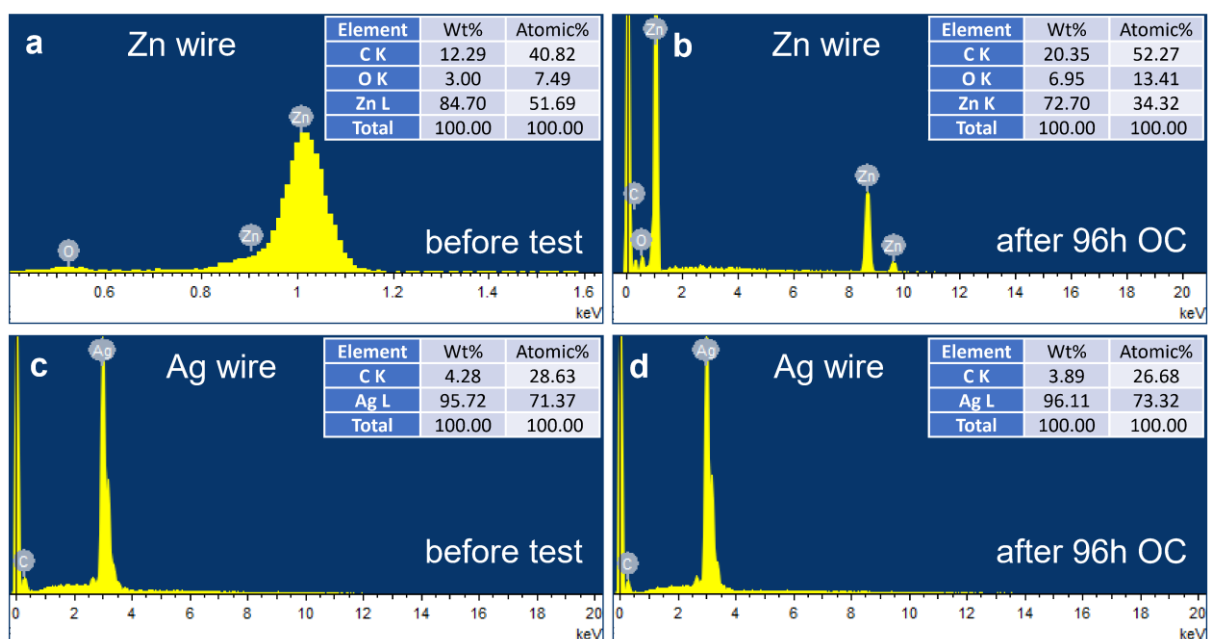 a
Zn wire
Element Wt% Atomic%
C K 12.29 40.82
O K 3.00 7.49
Zn L 84.70 51.69
Total 100.00 100.00
Zn
Zn
O
before test
0.6 0.8 1 1.2 1.4 1.6
keV
b
Zn wire
Element Wt% Atomic%
C K 20.35 52.27
O K 6.95 13.41
Zn K 72.70 34.32
Total 100.00 100.00
Zn
C
Zn
O
Zn
after 96h OC
0 2 4 6 8 10 12 14 16 18 20
keV
c
Ag wire
Element Wt% Atomic%
C K 4.28 28.63
Ag L 95.72 71.37
Total 100.00 100.00
Ag
C
before test
0 2 4 6 8 10 12 14 16 18 20
keV
d
Ag wire
Element Wt% Atomic%
C K 3.89 26.68
Ag L 96.11 73.32
Total 100.00 100.00
Ag
C
after 96h OC
0 2 4 6 8 10 12 14 16 18 20
keV